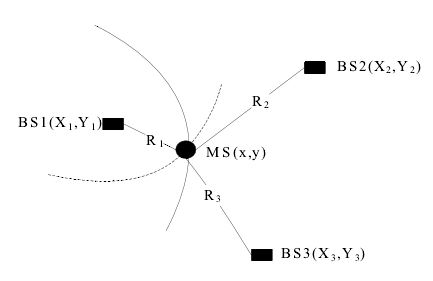 BS2(X₂,Y₂)
R₂
BS1(X₁,Y₁)
R₁
MS(x,y)
R₃
BS3(X₃,Y₃)